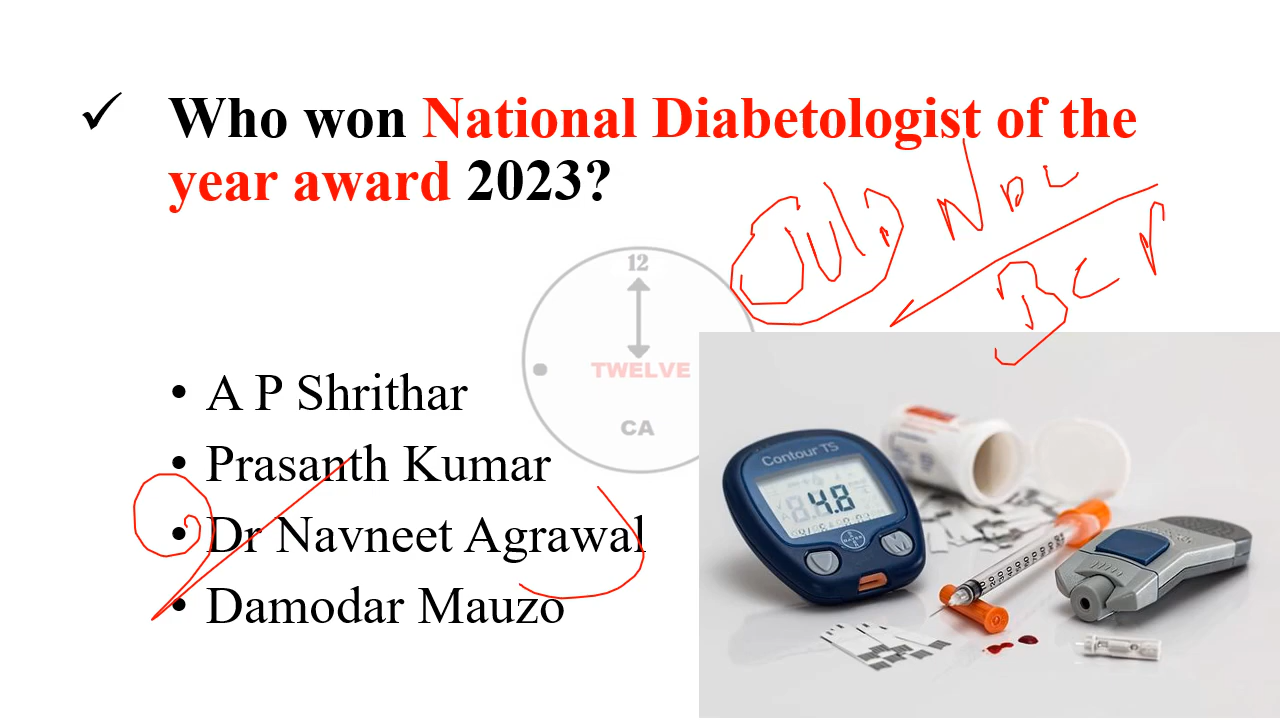 ✓ Who won National Diabetologist of the
year award 2023?
12
TWELVE
CA
• A P Shrithar
• Prasanth Kumar
• Dr Navneet Agrawal
• Damodar Mauzo
Contour TS
4.8
BAYER